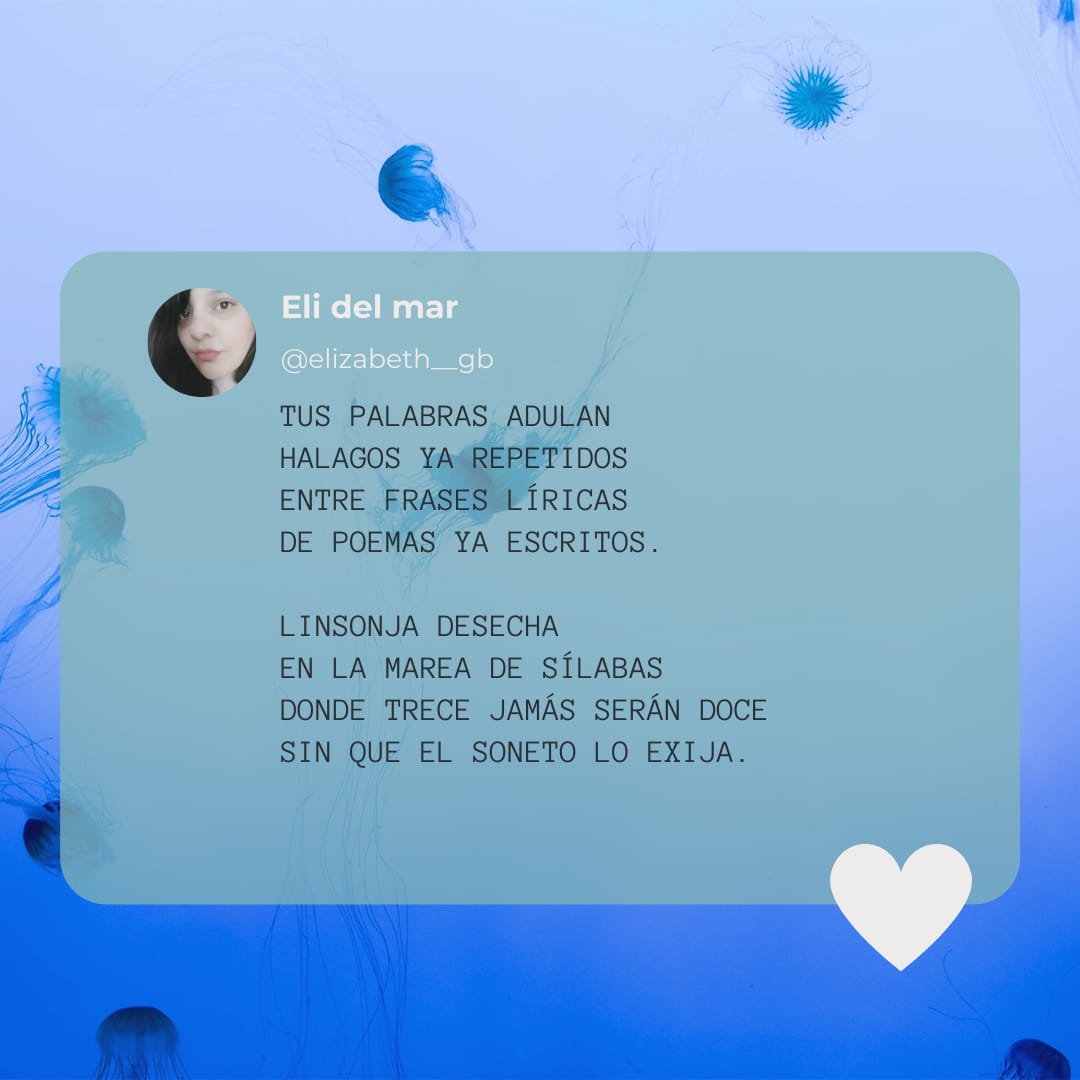 Eli del mar
@elizabeth__gb
TUS PALABRAS ADULAN
HALAGOS YA REPETIDOS
ENTRE FRASES LÍRICAS
DE POEMAS YA ESCRITOS.
LINSONJA DESECHA
EN LA MAREA DE SÍLABAS
DONDE TRECE JAMÁS SERÁN DOCE
SIN QUE EL SONETO LO EXIJA.